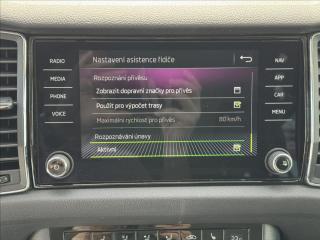 RADIO
MEDIA
PHONE
VOICE
Nastavení asistence řidiče
Rozpoznání přívěsu
Zobrazit dopravní značky pro přívěs
Použít pro výpočet trasy
Maximální rychlost pro přívěs 80 km/h
Rozpoznávání únavy
Aktivní
NAV
APP
CAR
MENU